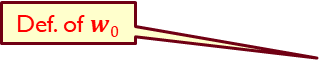 Def. of w₀